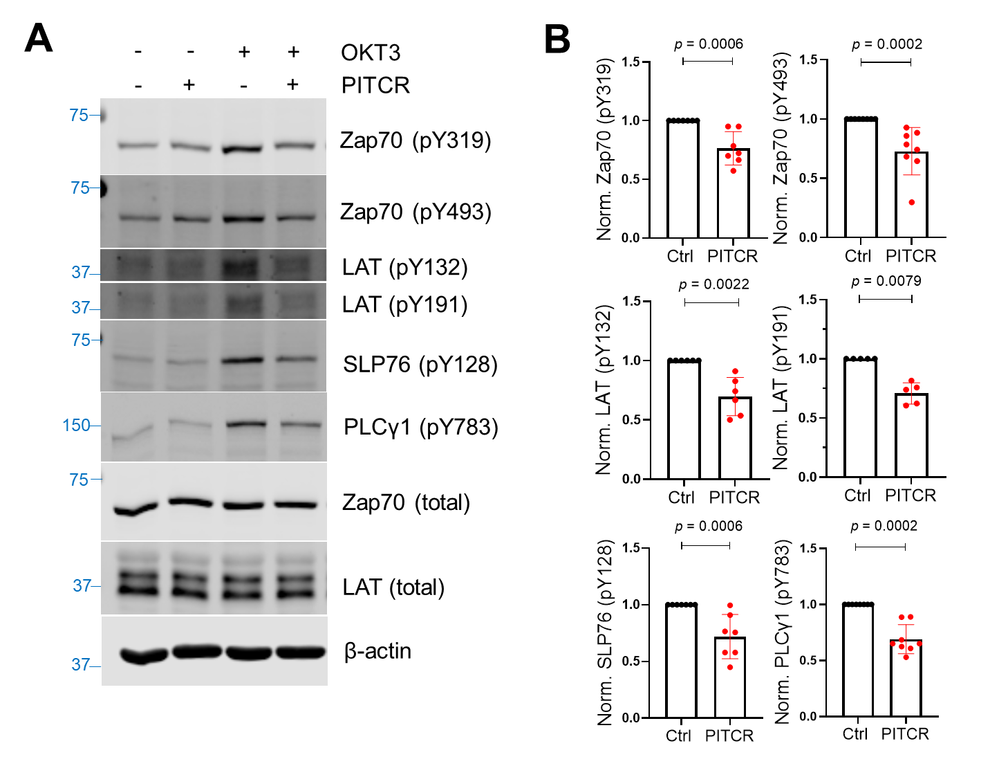 A
- - + + OKT3
- + - + PITCR
75
Zap70 (pY319)
75
Zap70 (pY493)
LAT (pY132)
37
LAT (pY191)
37
75
SLP76 (pY128)
150
PLCγ1 (pY783)
75
Zap70 (total)
LAT (total)
37
β-actin
37
B
p = 0.0006
Norm. Zap70 (pY319)
1.5
1.0
0.5
0.0
Ctrl PITCR
p = 0.0002
Norm. Zap70 (pY493)
1.5
1.0
0.5
0.0
Ctrl PITCR
p = 0.0022
Norm. LAT (pY132)
1.5
1.0
0.5
0.0
Ctrl PITCR
p = 0.0079
Norm. LAT (pY191)
1.5
1.0
0.5
0.0
Ctrl PITCR
p = 0.0006
Norm. SLP76 (pY128)
1.5
1.0
0.5
0.0
Ctrl PITCR
p = 0.0002
Norm. PLCγ1 (pY783)
1.5
1.0
0.5
0.0
Ctrl PITCR